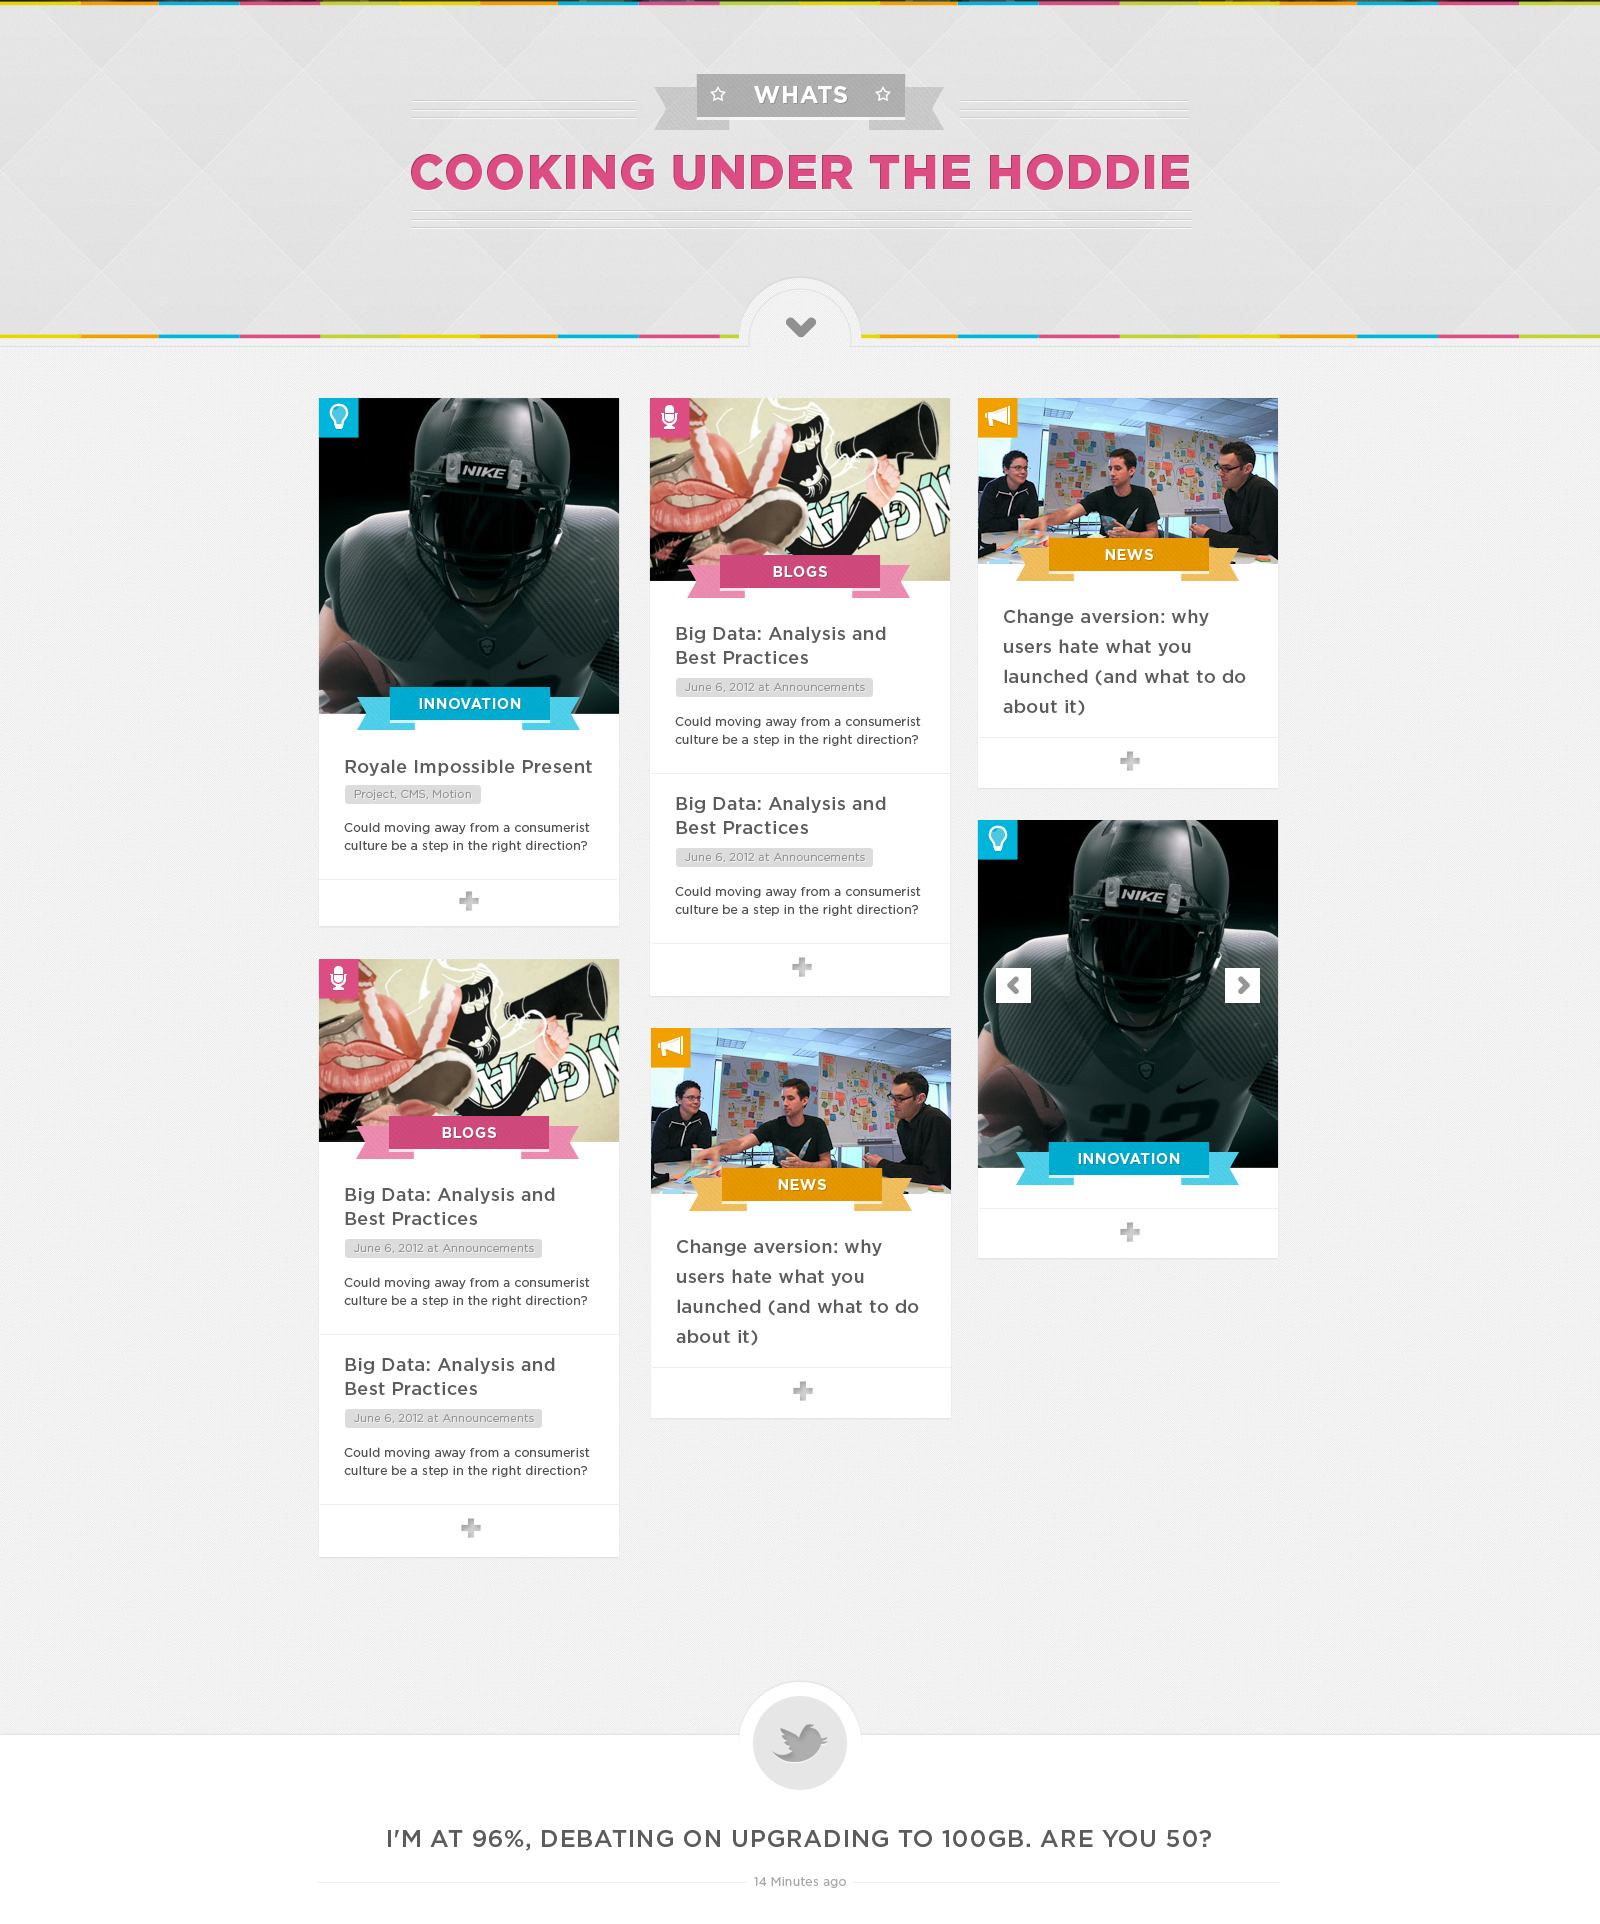 WHATS
COOKING UNDER THE HODDIE
NIKE
INNOVATION
Royale Impossible Present
Project, CMS, Motion
Could moving away from a consumerist
culture be a step in the right direction?
BLOGS
Big Data: Analysis and
Best Practices
June 6, 2012 at Announcements
Could moving away from a consumerist
culture be a step in the right direction?
Big Data: Analysis and
Best Practices
June 6, 2012 at Announcements
Could moving away from a consumerist
culture be a step in the right direction?
BLOGS
Big Data: Analysis and
Best Practices
June 6, 2012 at Announcements
Could moving away from a consumerist
culture be a step in the right direction?
Big Data: Analysis and
Best Practices
June 6, 2012 at Announcements
Could moving away from a consumerist
culture be a step in the right direction?
NEWS
Change aversion: why
users hate what you
launched (and what to do
about it)
NEWS
Change aversion: why
users hate what you
launched (and what to do
about it)
NIKE
32
INNOVATION
I'M AT 96%, DEBATING ON UPGRADING TO 100GB. ARE YOU 50?
14 Minutes ago